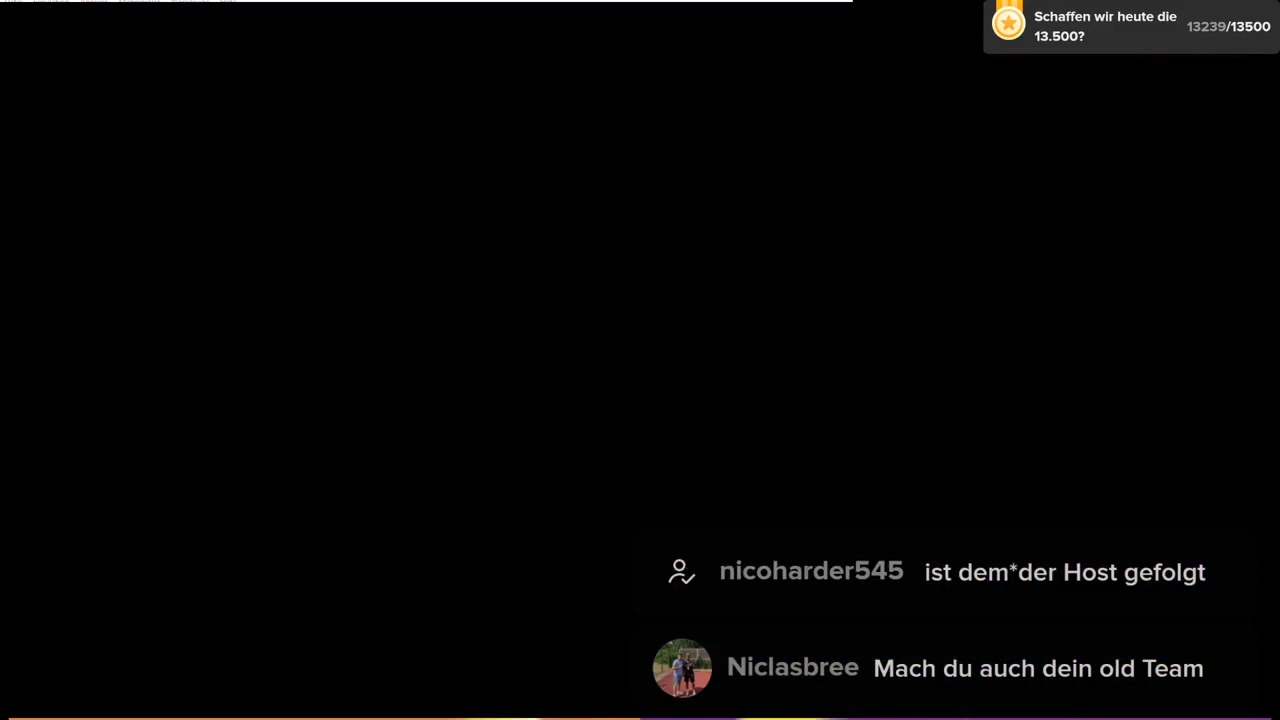 Schaffen wir heute die
13.500?
13239/13500
nicoharder545 ist dem*der Host gefolgt
Niclasbree Mach du auch dein old Team